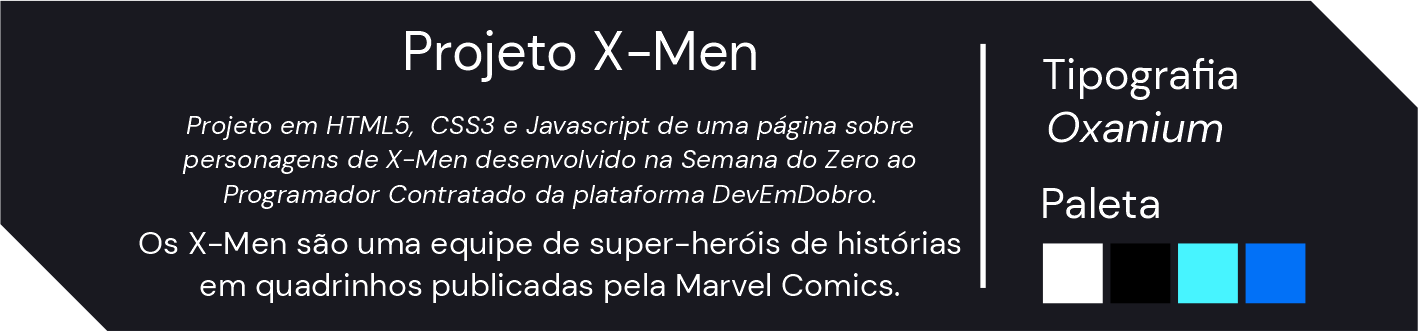 Projeto X-Men
Projeto em HTML5,  CSS3 e Javascript de uma página sobre
personagens de X-Men desenvolvido na Semana do Zero ao
Programador Contratado da plataforma DevEmDobro.
Os X-Men são uma equipe de super-heróis de histórias
em quadrinhos publicadas pela Marvel Comics.
Tipografia
Oxanium
Paleta